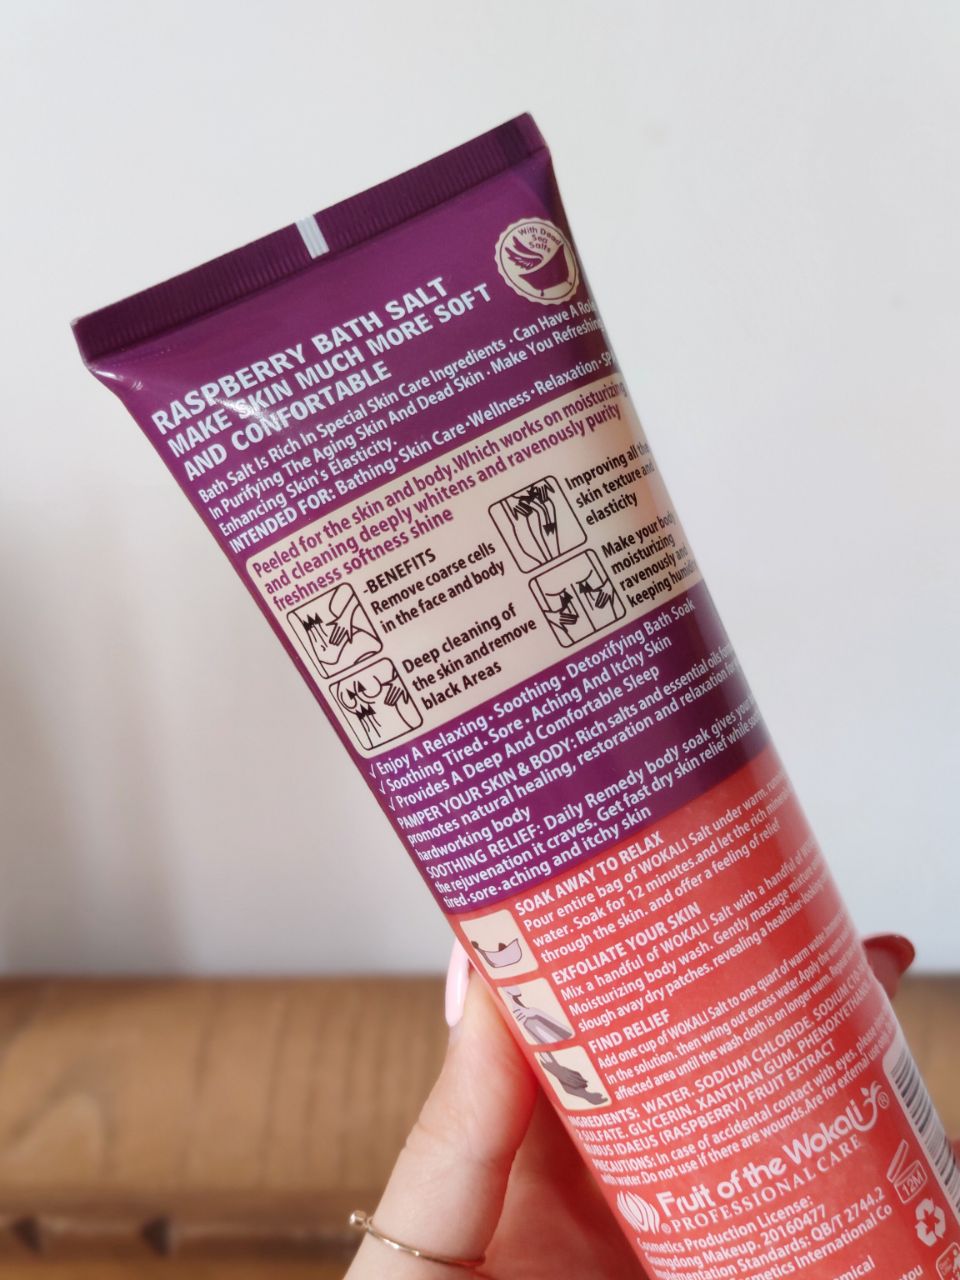 With Dead
Sea
Salts
RASPBERRY BATH SALT
MAKE SKIN MUCH MORE SOFT
AND CONFORTABLE
Bath Salt Is Rich In Special Skin Care Ingredients · Can Have A
In Purifying The Aging Skin And Dead Skin · Make You Refreshing
Enhancing Skin's Elasticity.
INTENDED FOR: Bathing· Skin Care·Wellness· Relaxation·
Peeled for the skin and body.Which works on moisturizing
and cleaning deeply whitens and ravenously purity
freshness softness shine
-BENEFITS
Remove coarse cells
in the face and body
Deep cleaning of
the skin andremove
black Areas
Improving all the
skin texture and
elasticity
Make your body
moisturizing
ravenously and
keeping
√ Enjoy A Relaxing · Soothing · Detoxifying Bath Soak
√ Soothing Tired· Sore · Aching And Itchy Skin
√ Provides A Deep And Comfortable Sleep
PAMPER YOUR SKIN & BODY: Rich salts and essential oils
promotes natural healing, restoration and relaxation for
hardworking body
SOOTHING RELIEF: Daily Remedy body soak gives your
the rejuvenation it craves. Get fast dry skin relief while
tired·sore·aching and itchy skin
SOAK AWAY TO RELAX
Pour entire bag of WOKALI Salt under warm,
water. Soak for 12 minutes.and let the rich
through the skin. and offer a feeling of relief
EXFOLIATE YOUR SKIN
Mix a handful of WOKALI Salt with a handful of
Moisturizing body wash. Gently massage mixture
slough avay dry patches, revealing a
FIND RELIEF
Add one cup of WOKALI Salt to one quart of warm water.
in the solution. then wring out excess water.Apply the
affected area until the wash cloth is on longer warm.
INGREDIENTS: WATER, SODIUM CHLORIDE, SODIUM
SULFATE, GLYCERIN, XANTHAN GUM, PHENOXYETHANOL
RUBUS IDAEUS (RASPBERRY) FRUIT EXTRACT
PRECAUTIONS: In case of accidental contact with eyes, please
with water.Do not use if there are wounds.Are for external use
Fruit of the Wokali®
®PROFESSIONAL CARE
12M
Cosmetics Production License:
Guangdong Makeup, 20160477
Implementation Standards: QB/T 2744.2
Cosmetics International Co